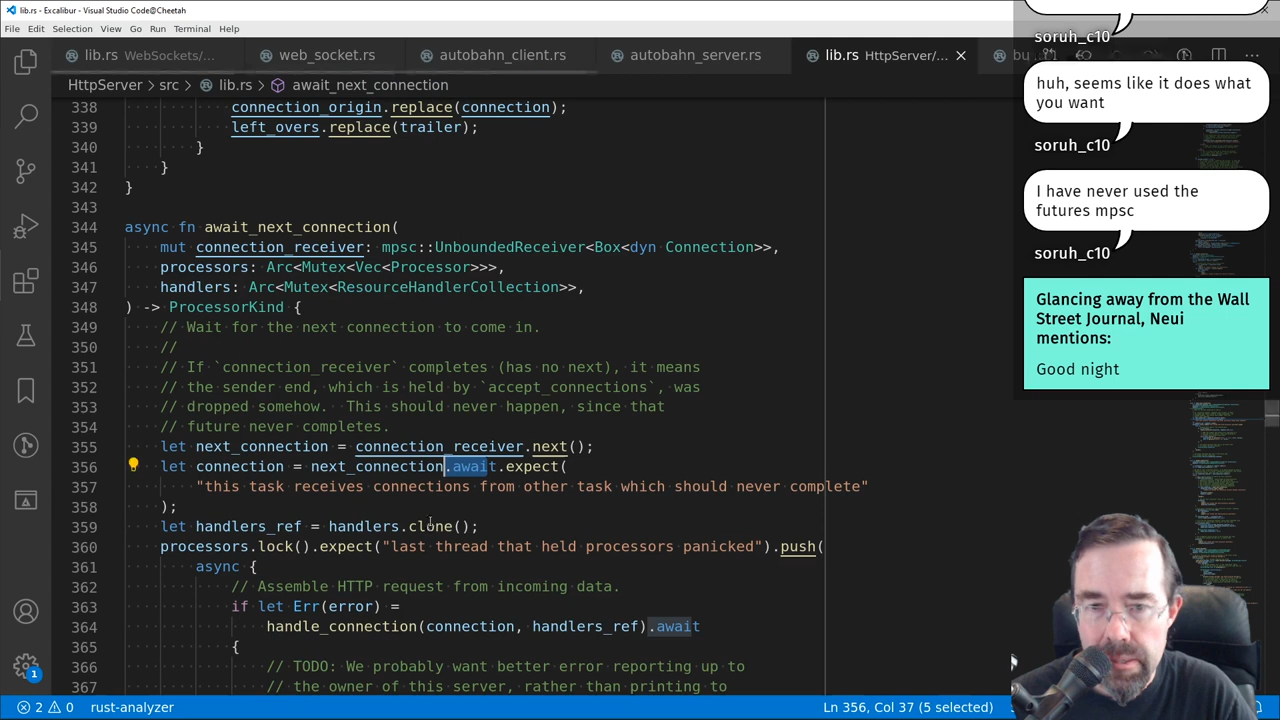 lib.rs - Excalibur - Visual Studio Code@Cheetah
File Edit Selection View Go Run Terminal Help
lib.rs WebSockets/... web_socket.rs autobahn_client.rs autobahn_server.rs lib.rs HttpServer/... bu
HttpServer > src > lib.rs > await_next_connection
338 connection_origin.replace(connection);
339 left_overs.replace(trailer);
340 }
341 }
342 }
343
344 async fn await_next_connection(
345 mut connection_receiver: mpsc::UnboundedReceiver<Box<dyn Connection>>,
346 processors: Arc<Mutex<Vec<Processor>>>,
347 handlers: Arc<Mutex<ResourceHandlerCollection>>,
348 ) -> ProcessorKind {
349 // Wait for the next connection to come in.
350 //
351 // If `connection_receiver` completes (has no next), it means
352 // the sender end, which is held by `accept_connections`, was
353 // dropped somehow. This should never happen, since that
354 // future never completes.
355 let next_connection = connection_receiver.next();
356 let connection = next_connection.await.expect(
357 "this task receives connections from other task which should never complete"
358 );
359 let handlers_ref = handlers.clone();
360 processors.lock().expect("last thread that held processors panicked").push(
361 async {
362 // Assemble HTTP request from incoming data.
363 if let Err(error) =
364 handle_connection(connection, handlers_ref).await
365 {
366 // TODO: We probably want better error reporting up to
367 // the owner of this server, rather than printing to
soruh_c10
huh, seems like it does what
you want
soruh_c10
I have never used the
futures mpsc
soruh_c10
Glancing away from the Wall
Street Journal, Neui
mentions:
Good night
1
2 0 rust-analyzer Ln 356, Col 37 (5 selected)